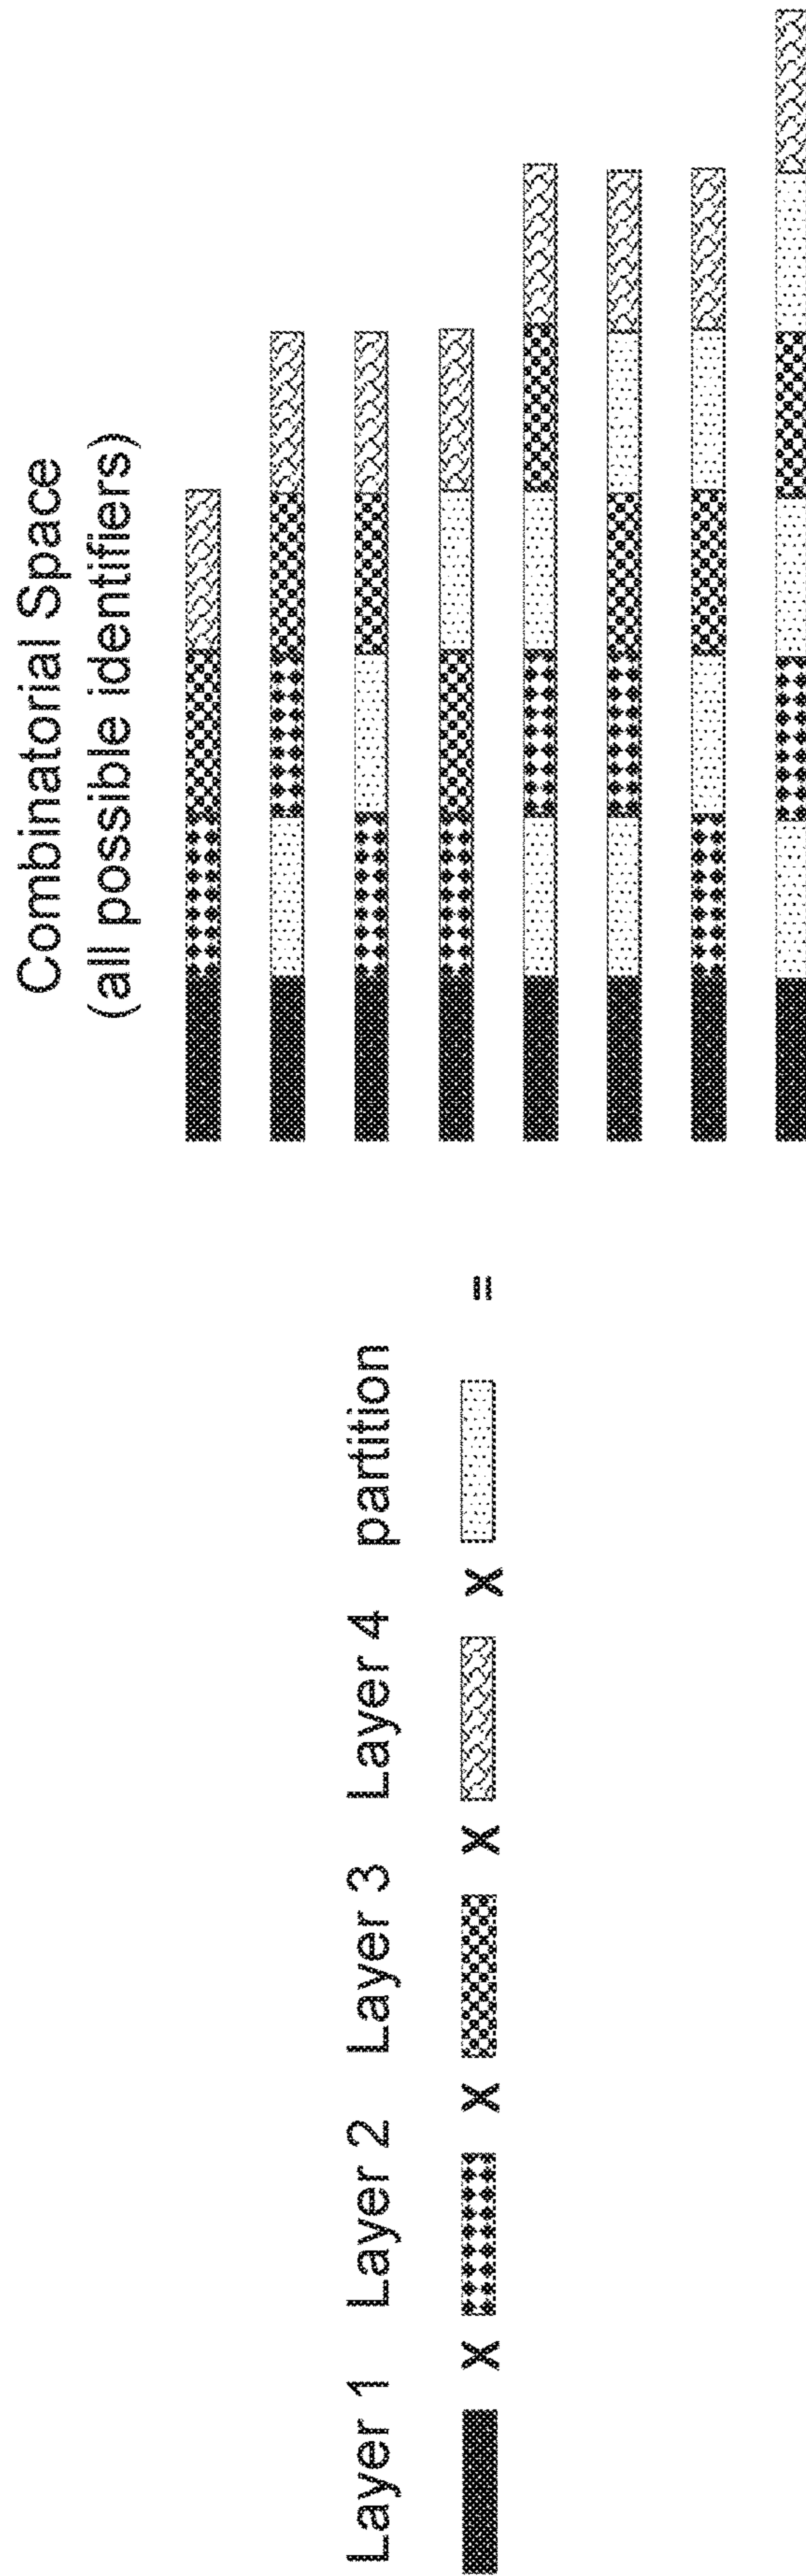 Combinatorial Space
(all possible identifiers)
Layer 1 Layer 2 Layer 3 Layer 4 partition
X X X X =